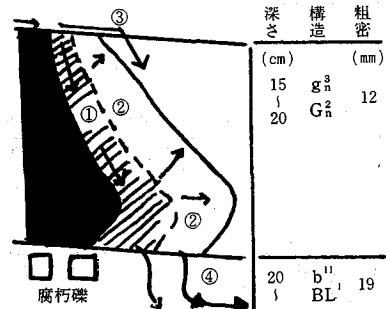 深さ 構造 粗密
(cm) (mm)
③
① ②
15 g³ₙ 12
〜
20 G²ₙ
②
④
腐朽礫
20 b¹¹ 19
〜 BL¹